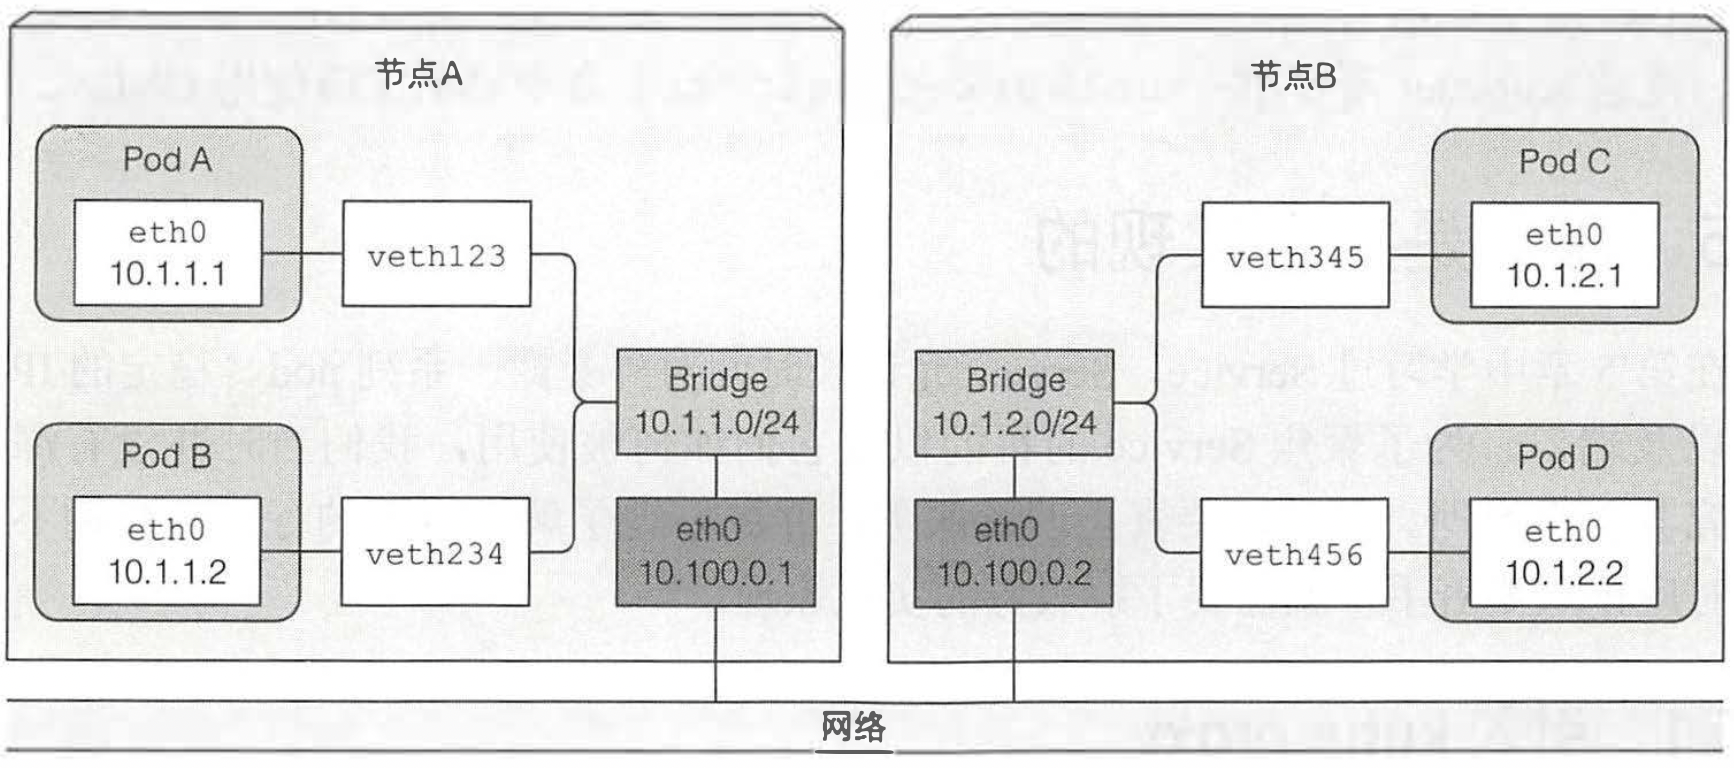 节点A
Pod A
eth0
10.1.1.1
veth123
Bridge
10.1.1.0/24
Pod B
eth0
10.1.1.2
veth234
eth0
10.100.0.1
节点B
Pod C
eth0
10.1.2.1
veth345
Bridge
10.1.2.0/24
Pod D
eth0
10.1.2.2
veth456
eth0
10.100.0.2
网络